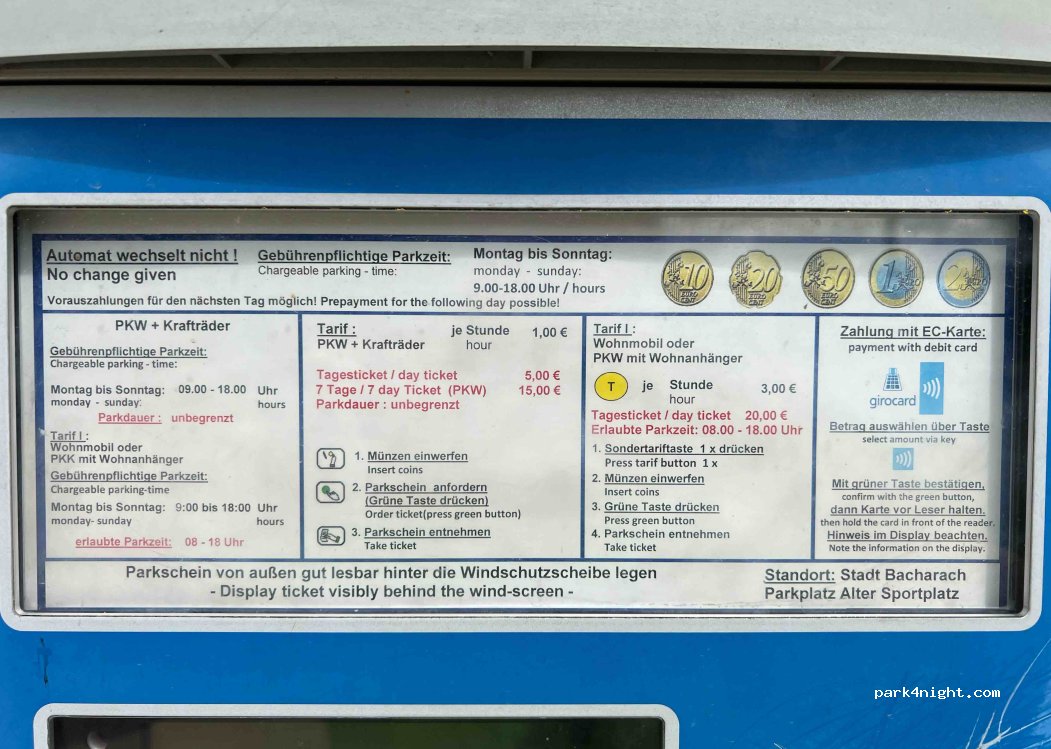 Automat wechselt nicht !
No change given
Gebührenpflichtige Parkzeit:
Chargeable parking - time:
Montag bis Sonntag:
monday - sunday:
9.00-18.00 Uhr / hours
Vorauszahlungen für den nächsten Tag möglich! Prepayment for the following day possible!
10 EURO CENT
20 EURO CENT
50 EURO CENT
1 EURO
2 EURO
PKW + Krafträder
Gebührenpflichtige Parkzeit:
Chargeable parking - time:
Montag bis Sonntag: 09.00 - 18.00 Uhr
monday - sunday: hours
Parkdauer : unbegrenzt
Tarif I :
Wohnmobil oder
PKK mit Wohnanhänger
Gebührenpflichtige Parkzeit:
Chargeable parking-time
Montag bis Sonntag: 9:00 bis 18:00 Uhr
monday- sunday hours
erlaubte Parkzeit: 08 - 18 Uhr
Tarif : je Stunde 1,00 €
PKW + Krafträder hour
Tagesticket / day ticket 5,00 €
7 Tage / 7 day Ticket (PKW) 15,00 €
Parkdauer : unbegrenzt
1. Münzen einwerfen
Insert coins
2. Parkschein anfordern
(Grüne Taste drücken)
Order ticket(press green button)
3. Parkschein entnehmen
Take ticket
Tarif I :
Wohnmobil oder
PKW mit Wohnanhänger
T je Stunde 3,00 €
hour
Tagesticket / day ticket 20,00 €
Erlaubte Parkzeit: 08.00 - 18.00 Uhr
1. Sondertariftaste 1 x drücken
Press tarif button 1 x
2. Münzen einwerfen
Insert coins
3. Grüne Taste drücken
Press green button
4. Parkschein entnehmen
Take ticket
Zahlung mit EC-Karte:
payment with debit card
girocard
Betrag auswählen über Taste
select amount via key
Mit grüner Taste bestätigen,
confirm with the green button,
dann Karte vor Leser halten.
then hold the card in front of the reader.
Hinweis im Display beachten.
Note the information on the display.
Parkschein von außen gut lesbar hinter die Windschutzscheibe legen
- Display ticket visibly behind the wind-screen -
Standort: Stadt Bacharach
Parkplatz Alter Sportplatz
park4night.com